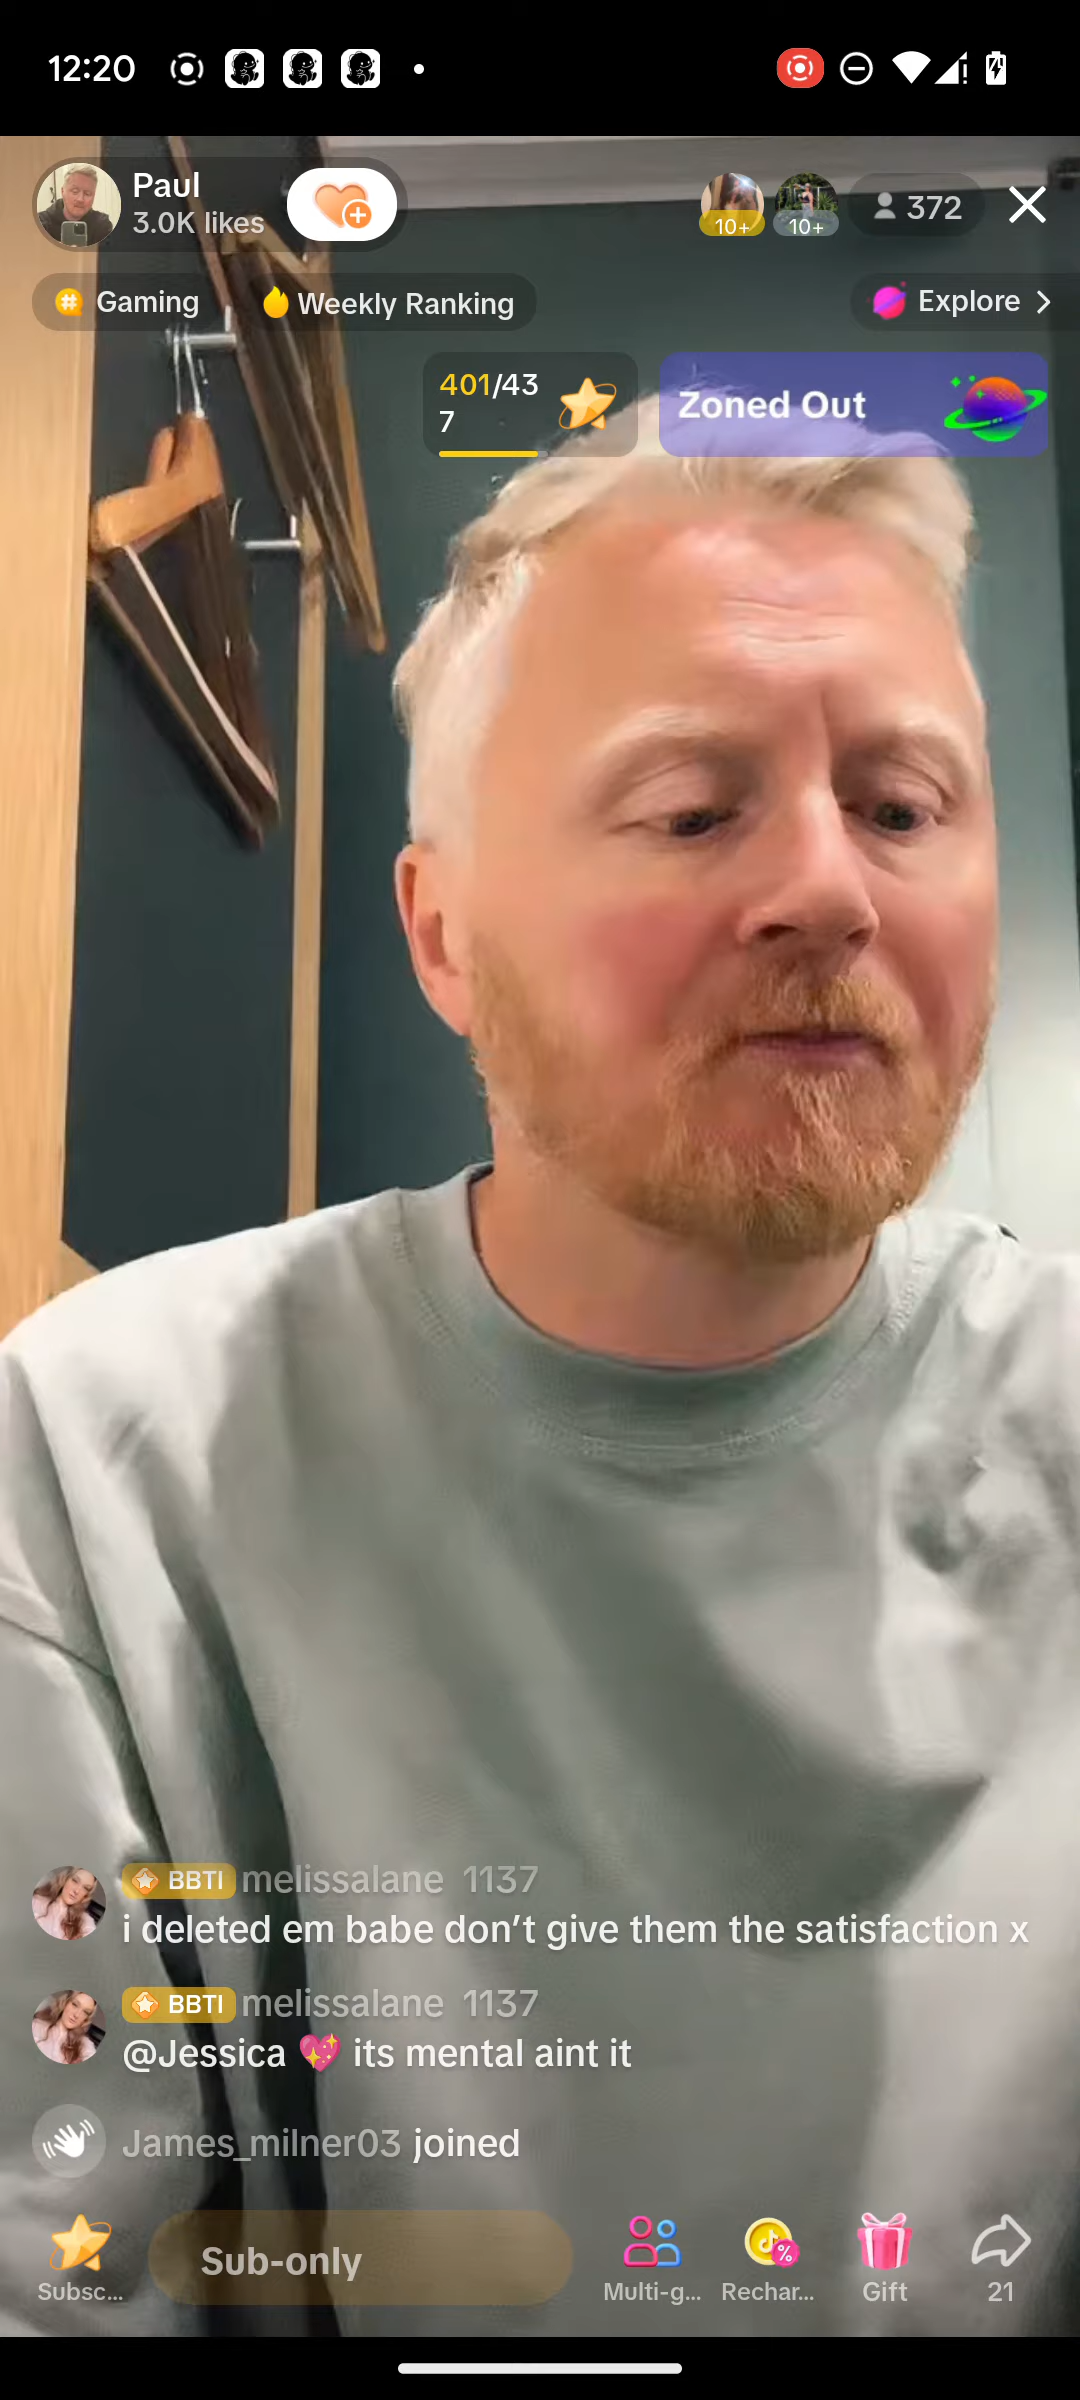 12:20
Paul
3.0K likes
10+
10+
372
Gaming
Weekly Ranking
Explore
401/43
7
Zoned Out
BBTI melissalane 1137
i deleted em babe don’t give them the satisfaction x
BBTI melissalane 1137
@Jessica 💖 its mental aint it
James_milner03 joined
Subsc...
Sub-only
Multi-g...
Rechar...
Gift
21